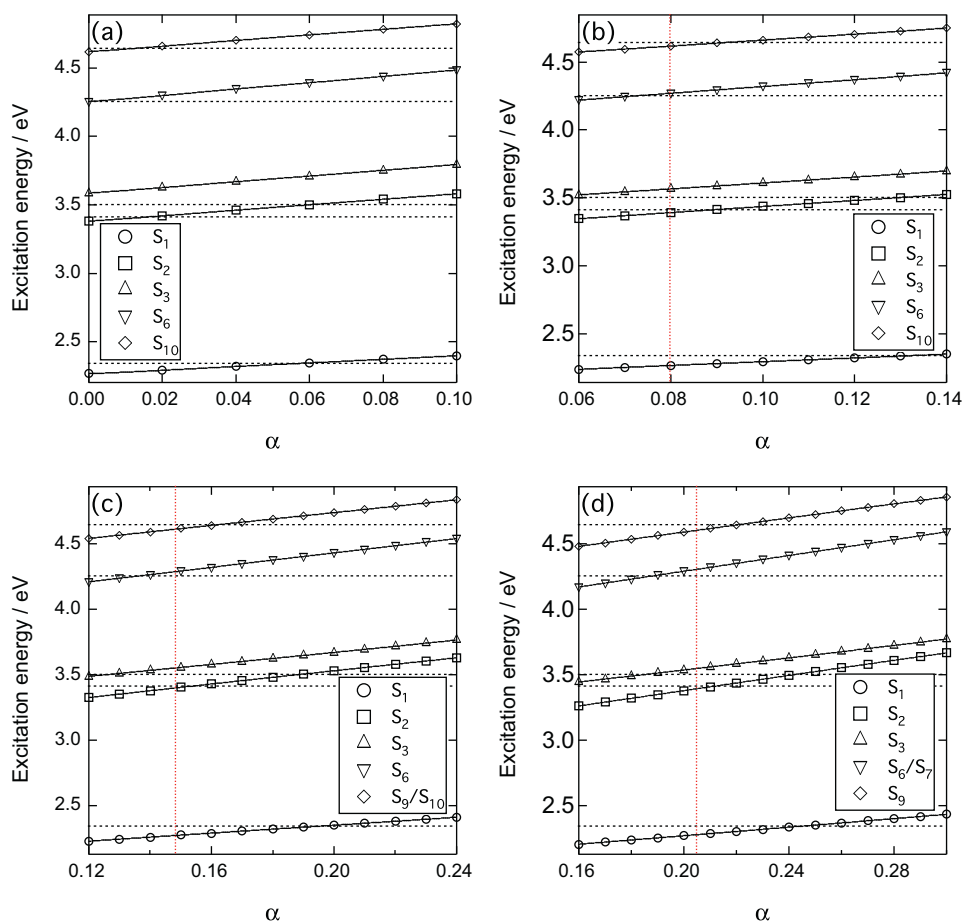 (a)
Excitation energy / eV
4.5
4.0
3.5
3.0
2.5
S1
S2
S3
S6
S10
0.00 0.02 0.04 0.06 0.08 0.10
α
(b)
Excitation energy / eV
4.5
4.0
3.5
3.0
2.5
S1
S2
S3
S6
S10
0.06 0.08 0.10 0.12 0.14
α
(c)
Excitation energy / eV
4.5
4.0
3.5
3.0
2.5
S1
S2
S3
S6
S9/S10
0.12 0.16 0.20 0.24
α
(d)
Excitation energy / eV
4.5
4.0
3.5
3.0
2.5
S1
S2
S3
S6/S7
S9
0.16 0.20 0.24 0.28
α